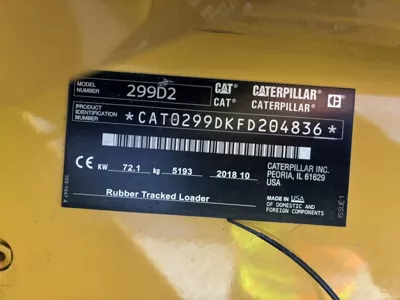 MODEL NUMBER 299D2 CAT CATERPILLAR
CAT CATERPILLAR C
PRODUCT IDENTIFICATION NUMBER *CAT0299DKFD204836*
CE KW 72.1 kg 5193 2018 10
CATERPILLAR INC.
PEORIA, IL 61629
USA
Rubber Tracked Loader
MADE IN USA
OF DOMESTIC AND
FOREIGN COMPONENTS
ISSUE 1